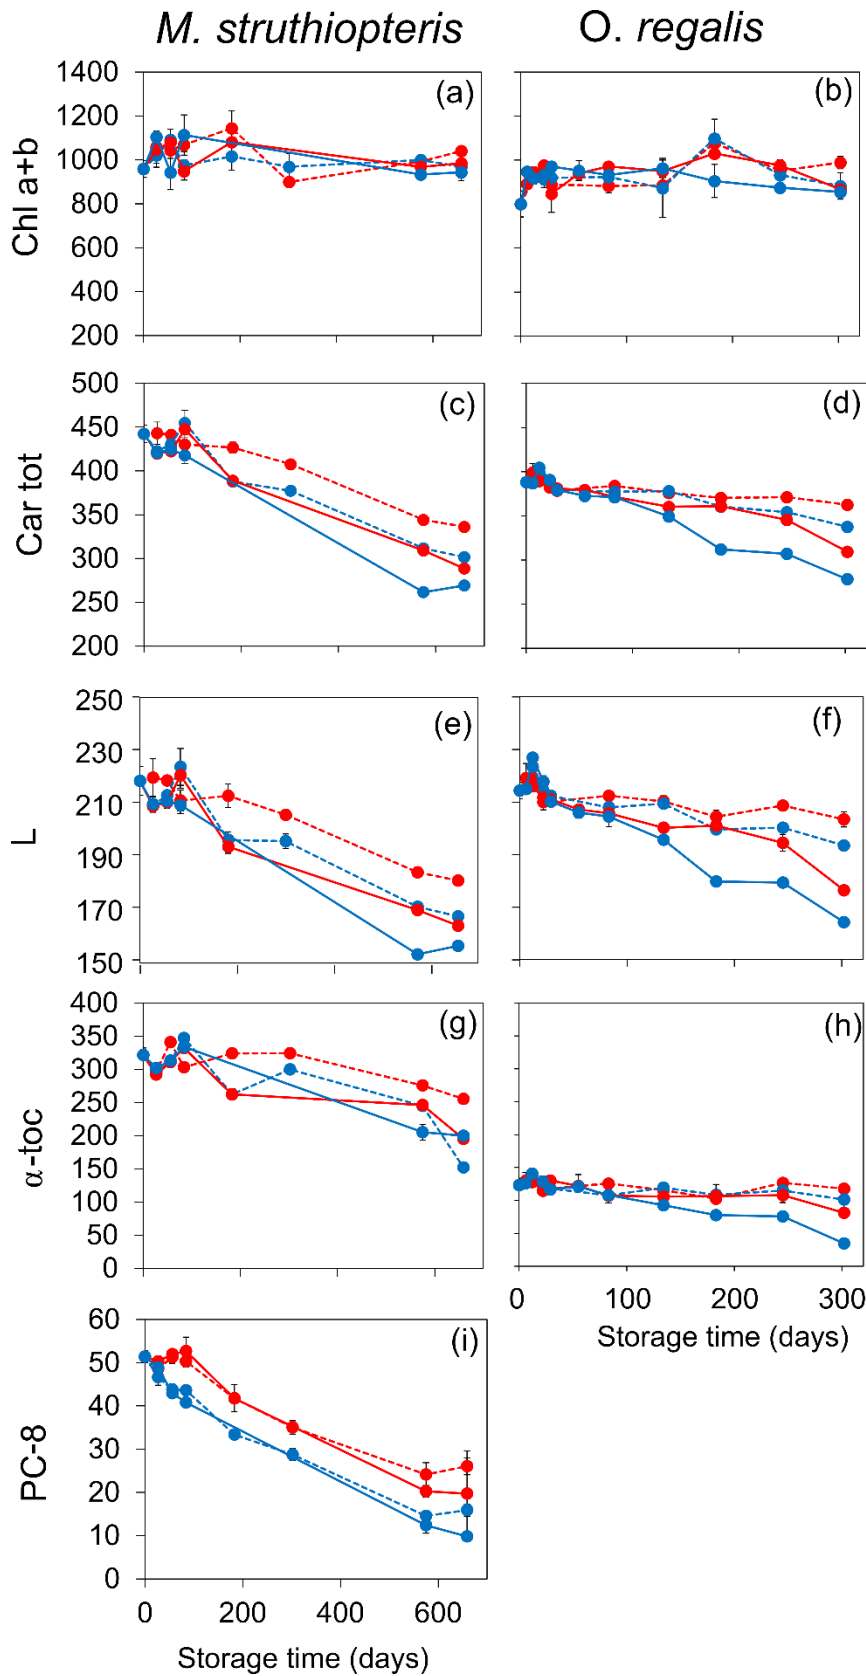 M. struthiopteris
O. regalis
Chl a+b
1400
1200
1000
800
600
400
200
(a)
(b)
Car tot
500
450
400
350
300
250
200
(c)
(d)
L
250
230
210
190
170
150
(e)
(f)
α-toc
400
350
300
250
200
150
100
50
0
(g)
(h)
0 100 200 300
Storage time (days)
PC-8
60
50
40
30
20
10
0
(i)
0 200 400 600
Storage time (days)